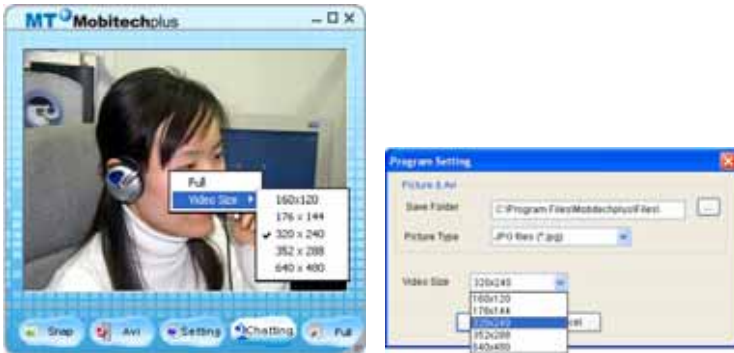 MT Mobitechplus
Full
Video Size
160x120
176 x 144
320 x 240
352 x 288
640 x 480
Snap
Avi
Setting
Chatting
Full
Program Setting
Picture & Avi
Save Folder
C:\Program Files\Mobitechplus\Files\
...
Picture Type
JPG files (*.jpg)
Video Size
320x240
160x120
176x144
320x240
352x288
640x480